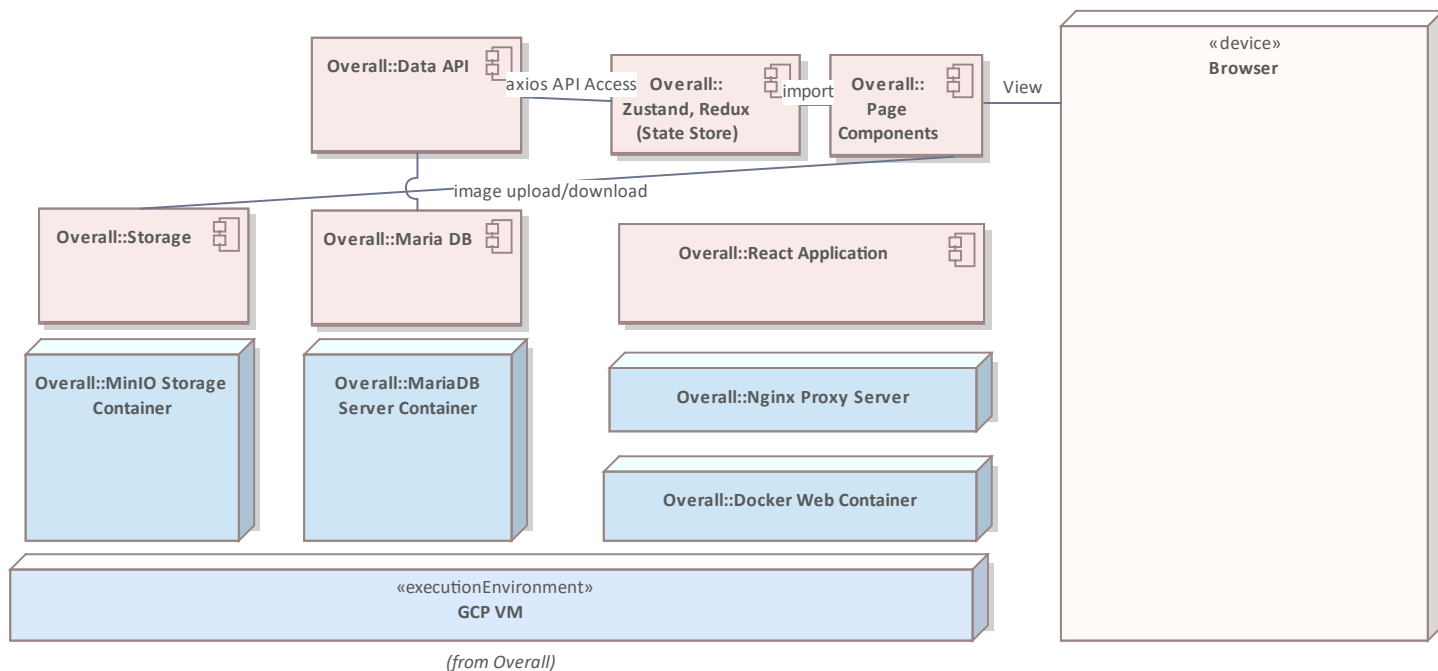 «device»
Browser
Overall::Data API
axios API Access
Overall::
Zustand, Redux
(State Store)
import
Overall::
Page
Components
View
image upload/download
Overall::Storage
Overall::Maria DB
Overall::React Application
Overall::MinIO Storage
Container
Overall::MariaDB
Server Container
Overall::Nginx Proxy Server
Overall::Docker Web Container
«executionEnvironment»
GCP VM
(from Overall)